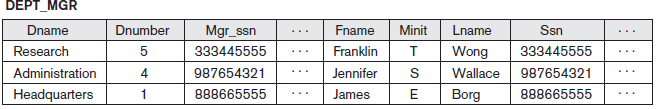 DEPT_MGR
Dname Dnumber Mgr_ssn ... Fname Minit Lname Ssn ...
Research 5 333445555 ... Franklin T Wong 333445555 ...
Administration 4 987654321 ... Jennifer S Wallace 987654321 ...
Headquarters 1 888665555 ... James E Borg 888665555 ...